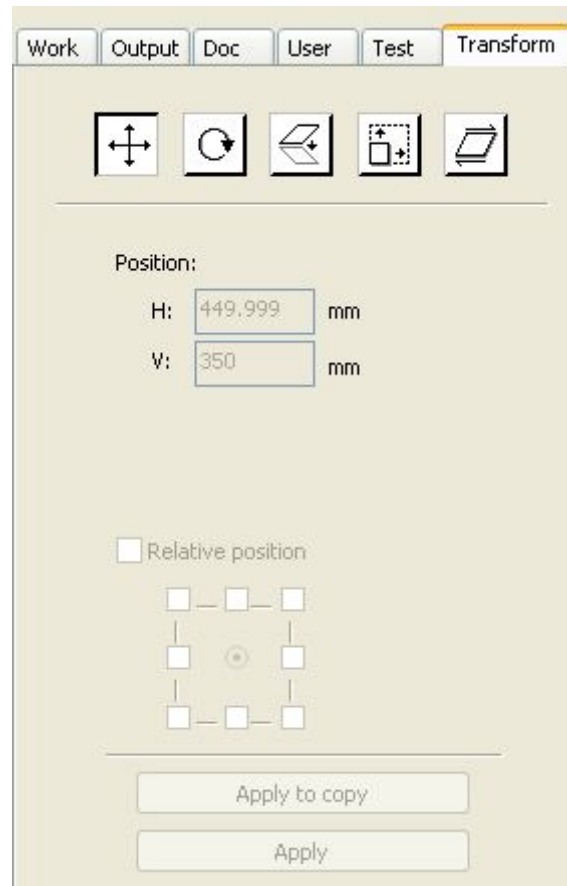 Work Output Doc User Test Transform
Position:
H: 449.999 mm
V: 350 mm
Relative position
Apply to copy
Apply